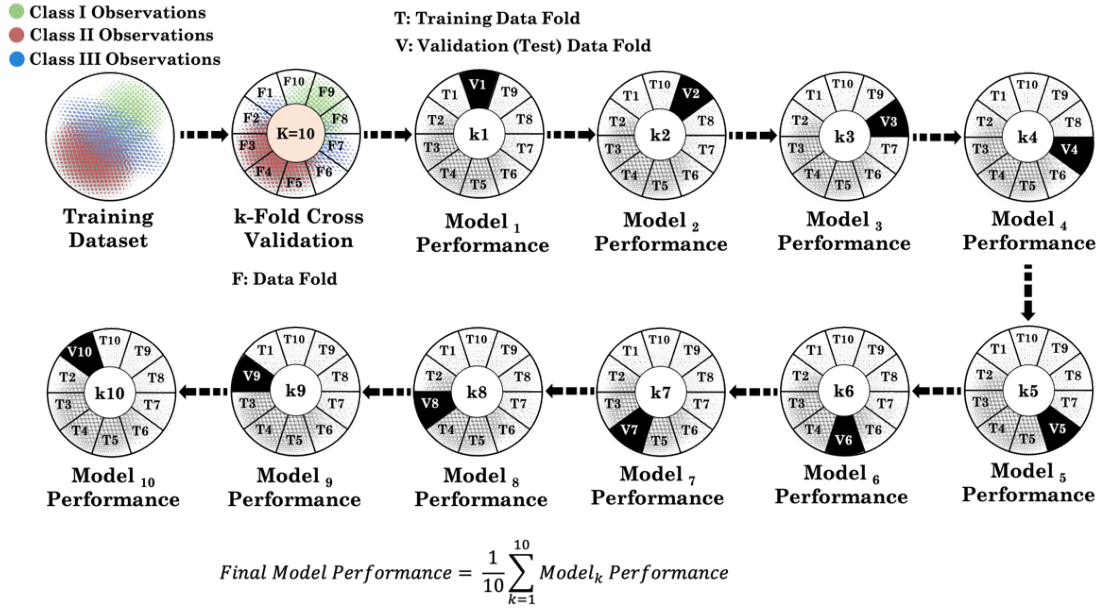 Class I Observations
Class II Observations
Class III Observations
T: Training Data Fold
V: Validation (Test) Data Fold
F10
F9
F8
F7
F6
F5
F4
F3
F2
F1
K=10
V1
T9
T8
T7
T6
T5
T4
T3
T2
T1
k1
T10
V2
T8
T7
T6
T5
T4
T3
T2
T1
k2
T10
T9
V3
T7
T6
T5
T4
T3
T2
T1
k3
T10
T9
T8
V4
T6
T5
T4
T3
T2
T1
k4
Training
Dataset
k-Fold Cross
Validation
Model 1
Performance
Model 2
Performance
Model 3
Performance
Model 4
Performance
F: Data Fold
V10
T10
T9
T8
T7
T6
T5
T4
T3
T2
k10
T10
T9
T8
T7
T6
T5
T4
T3
V9
T1
k9
T10
T9
T8
T7
T6
T5
T4
V8
T2
T1
k8
T10
T9
T8
T7
T6
T5
V7
T3
T2
T1
k7
T10
T9
T8
T7
V6
T4
T3
T2
T1
k6
T10
T9
T8
T7
V5
T5
T4
T3
T2
T1
k5
Model 10
Performance
Model 9
Performance
Model 8
Performance
Model 7
Performance
Model 6
Performance
Model 5
Performance
Final Model Performance = 1/10 ∑ k=1 10 Modelk Performance